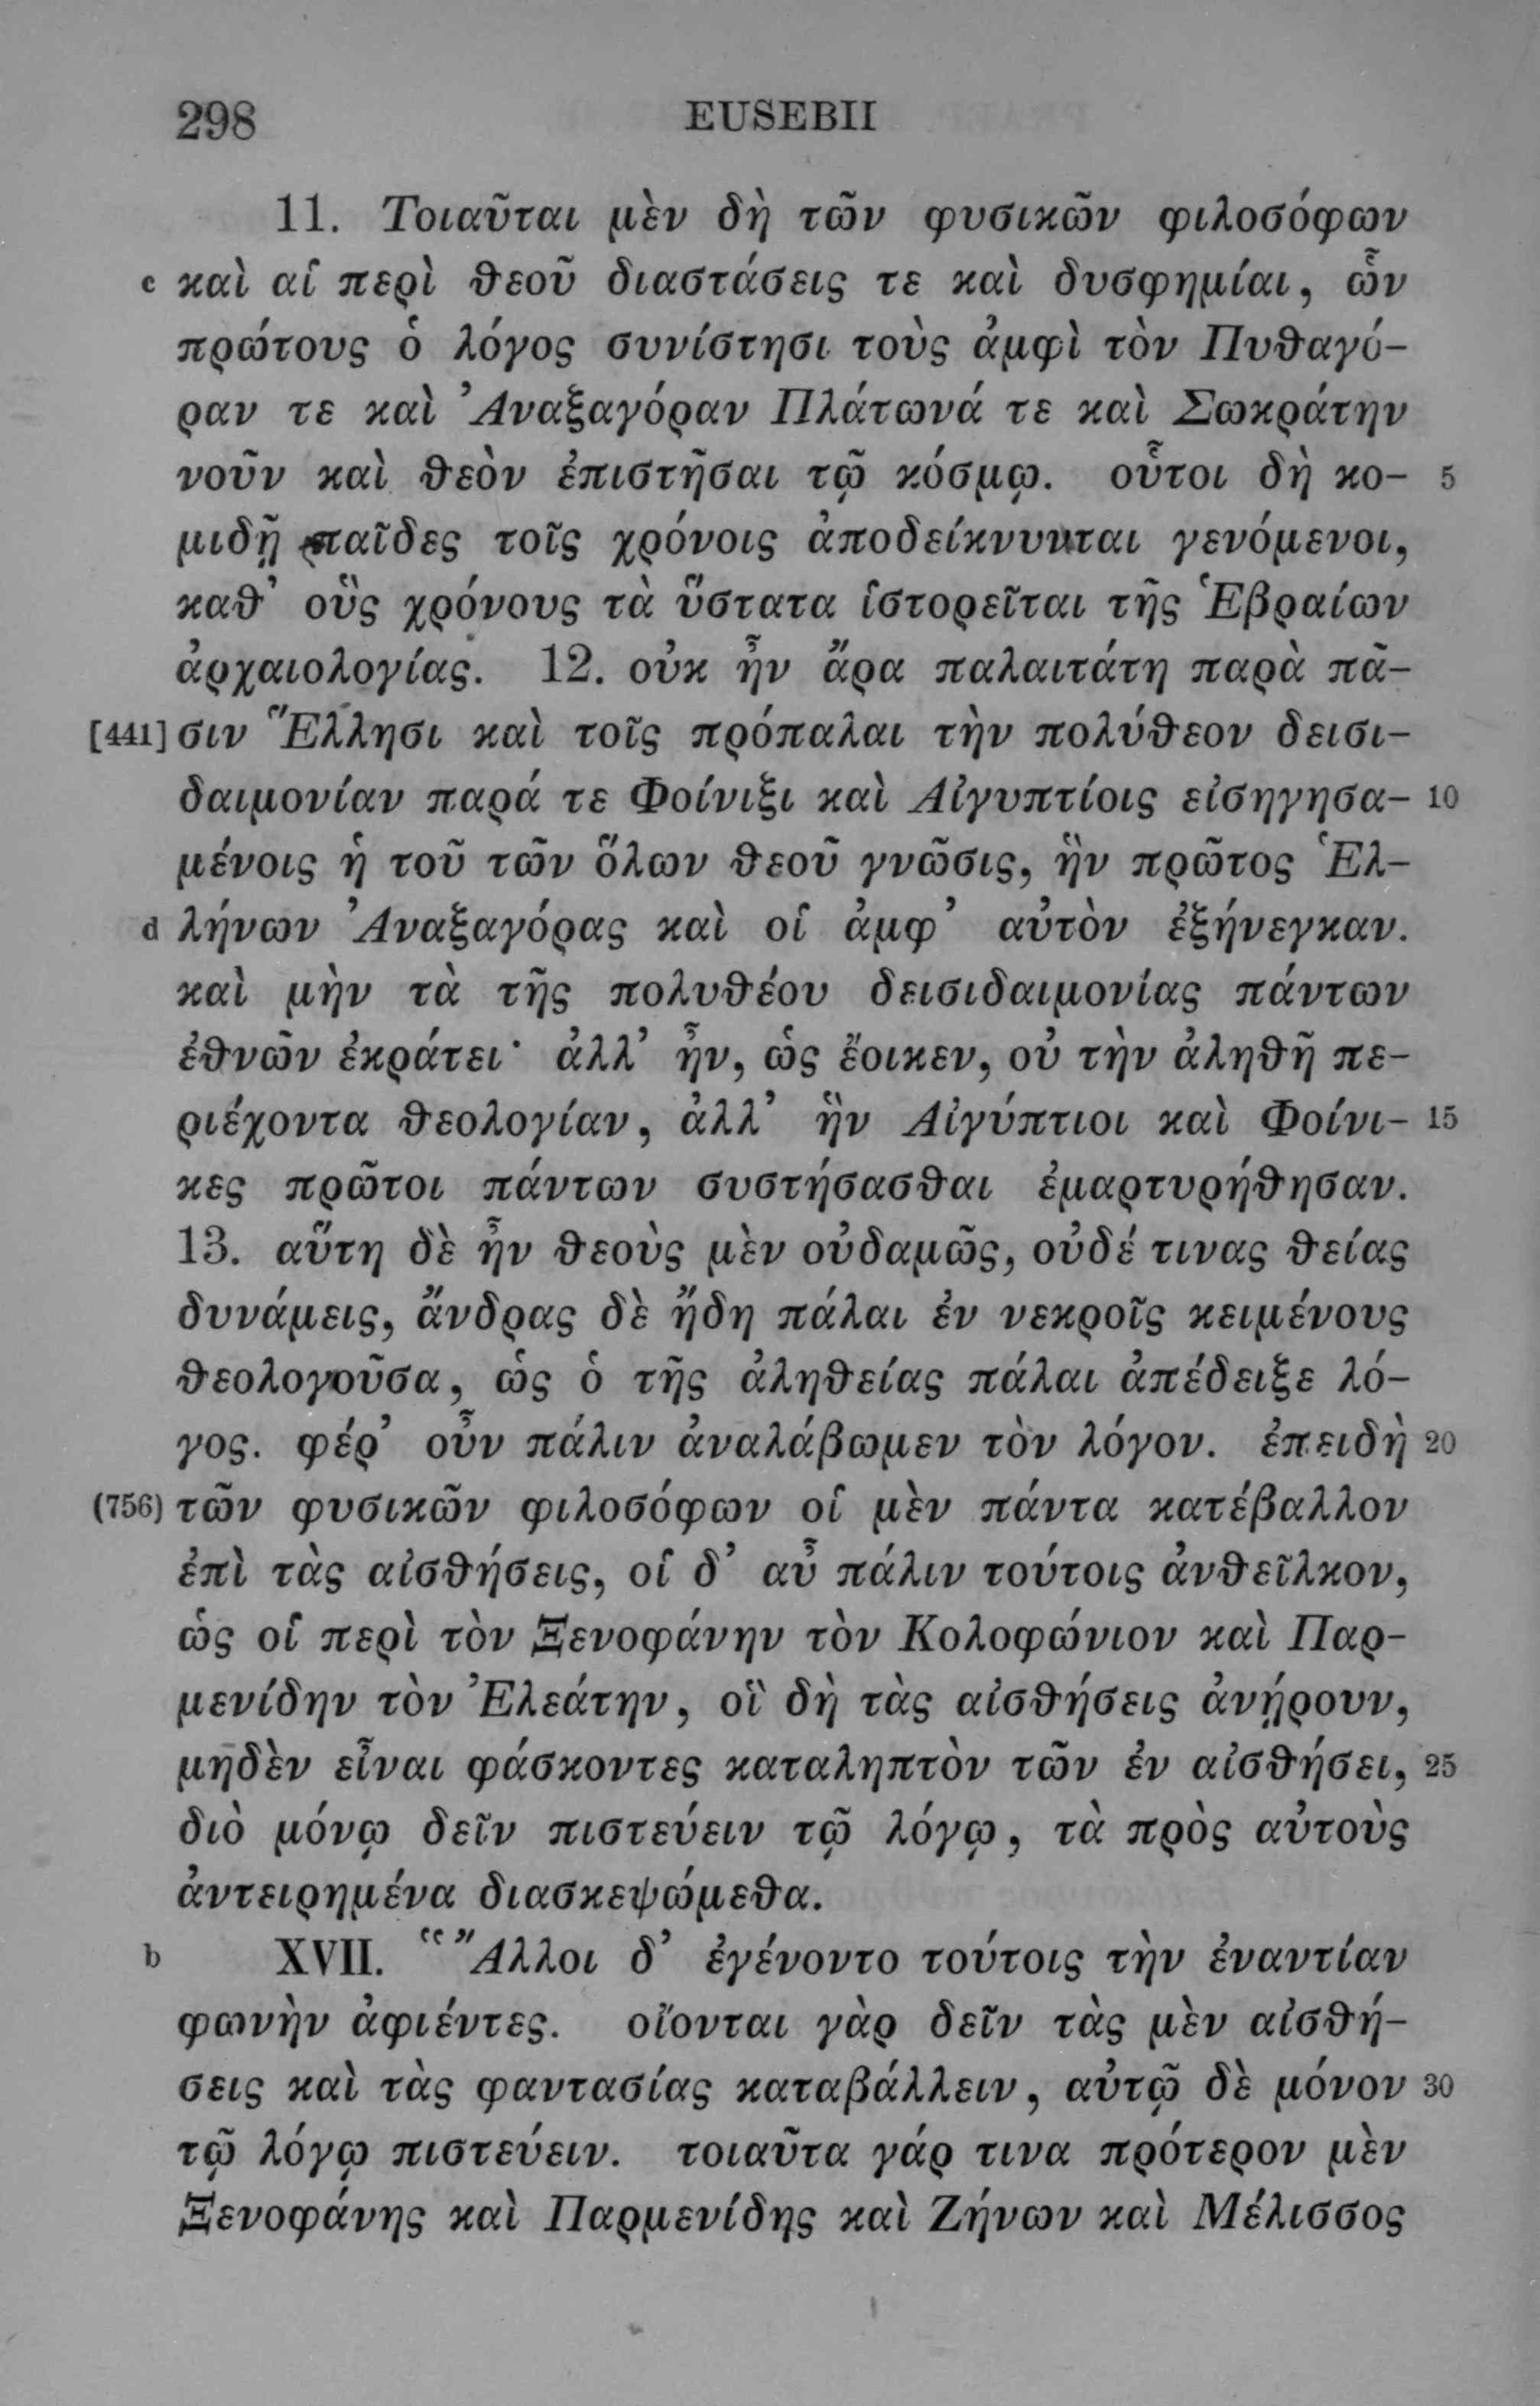 298 EUSEBII
11. Τοιαῦται μὲν δὴ τῶν φυσικῶν φιλοσόφων
c καὶ αἱ περὶ θεοῦ διαστάσεις τε καὶ δυσφημίαι, ὧν
πρώτους ὁ λόγος συνίστησι τοὺς ἀμφὶ τὸν Πυθαγό-
ραν τε καὶ Ἀναξαγόραν Πλάτωνά τε καὶ Σωκράτην
νοῦν καὶ θεὸν ἐπιστῆσαι τῷ κόσμῳ. οὗτοι δὴ κο- 5
μιδῇ παῖδες τοῖς χρόνοις ἀποδείκνυνται γενόμενοι,
καθ’ οὓς χρόνους τὰ ὕστατα ἱστορεῖται τῆς Ἑβραίων
ἀρχαιολογίας. 12. οὐκ ἦν ἄρα παλαιτάτη παρὰ πᾶ-
[441] σιν Ἕλλησι καὶ τοῖς πρόπαλαι τὴν πολύθεον δεισι-
δαιμονίαν παρά τε Φοίνιξι καὶ Αἰγυπτίοις εἰσηγησα- 10
μένοις ἡ τοῦ τῶν ὅλων θεοῦ γνῶσις, ἣν πρῶτος Ἑλ-
d λήνων Ἀναξαγόρας καὶ οἱ ἀμφ’ αὐτὸν ἐξήνεγκαν.
καὶ μὴν τὰ τῆς πολυθέου δεισιδαιμονίας πάντων
ἐθνῶν ἐκράτει· ἀλλ’ ἦν, ὡς ἔοικεν, οὐ τὴν ἀληθῆ πε-
ριέχοντα θεολογίαν, ἀλλ’ ἣν Αἰγύπτιοι καὶ Φοίνι- 15
κες πρῶτοι πάντων συστήσασθαι ἐμαρτυρήθησαν.
13. αὕτη δὲ ἦν θεοὺς μὲν οὐδαμῶς, οὐδέ τινας θείας
δυνάμεις, ἄνδρας δὲ ἤδη πάλαι ἐν νεκροῖς κειμένους
θεολογοῦσα, ὡς ὁ τῆς ἀληθείας πάλαι ἀπέδειξε λό-
γος. φέρ’ οὖν πάλιν ἀναλάβωμεν τὸν λόγον. ἐπειδὴ 20
(756) τῶν φυσικῶν φιλοσόφων οἱ μὲν πάντα κατέβαλλον
ἐπὶ τὰς αἰσθήσεις, οἱ δ’ αὖ πάλιν τούτοις ἀνθεῖλκον,
ὡς οἱ περὶ τὸν Ξενοφάνην τὸν Κολοφώνιον καὶ Παρ-
μενίδην τὸν Ἐλεάτην, οἳ δὴ τὰς αἰσθήσεις ἀνῄρουν,
μηδὲν εἶναι φάσκοντες καταληπτὸν τῶν ἐν αἰσθήσει, 25
διὸ μόνῳ δεῖν πιστεύειν τῷ λόγῳ, τὰ πρὸς αὐτοὺς
ἀντειρημένα διασκεψώμεθα.
b XVII. “Ἄλλοι δ’ ἐγένοντο τούτοις τὴν ἐναντίαν
φωνὴν ἀφιέντες. οἴονται γὰρ δεῖν τὰς μὲν αἰσθή-
σεις καὶ τὰς φαντασίας καταβάλλειν, αὐτῷ δὲ μόνον 30
τῷ λόγῳ πιστεύειν. τοιαῦτα γάρ τινα πρότερον μὲν
Ξενοφάνης καὶ Παρμενίδης καὶ Ζήνων καὶ Μέλισσος